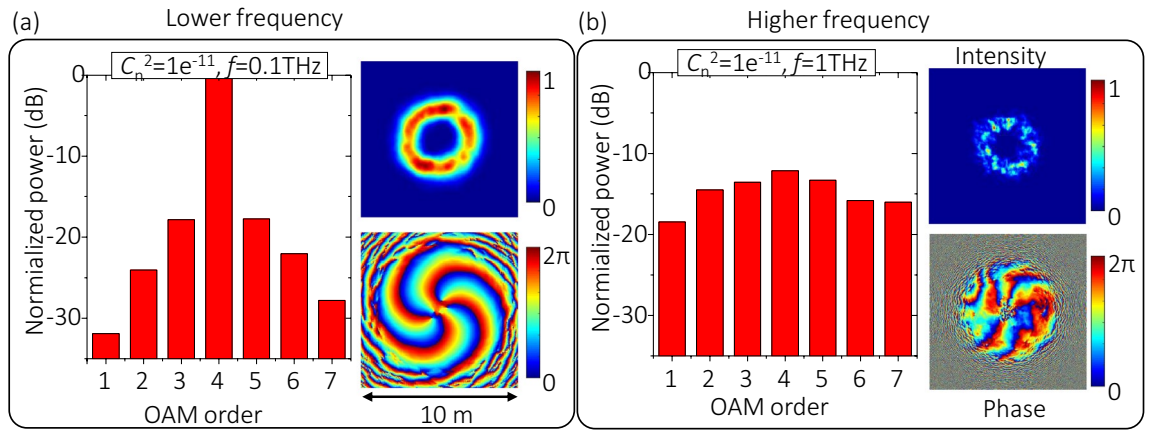 (a)
Lower frequency
Cn²=1e⁻¹¹, f=0.1THz
Normialized power (dB)
0
-10
-20
-30
1 2 3 4 5 6 7
OAM order
1
0
2π
0
10 m
(b)
Higher frequency
Cn²=1e⁻¹¹, f=1THz
Intensity
Normialized power (dB)
0
-10
-20
-30
1 2 3 4 5 6 7
OAM order
1
0
2π
0
Phase